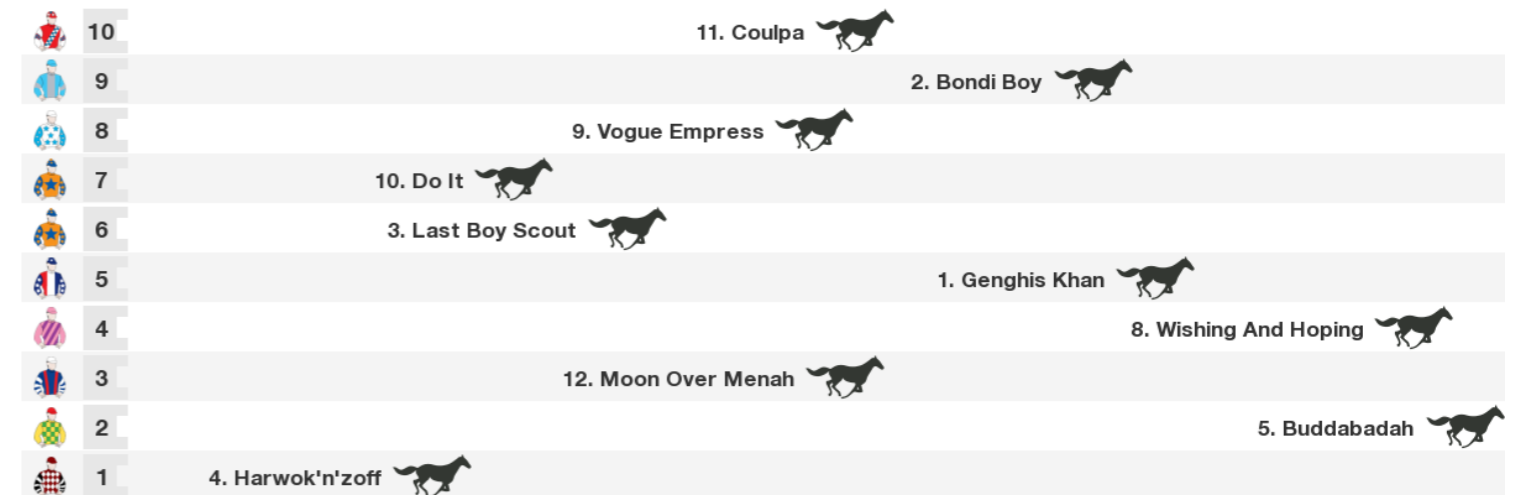 10 11. Coulpa
9 2. Bondi Boy
8 9. Vogue Empress
7 10. Do It
6 3. Last Boy Scout
5 1. Genghis Khan
4 8. Wishing And Hoping
3 12. Moon Over Menah
2 5. Buddabadah
1 4. Harwok'n'zoff